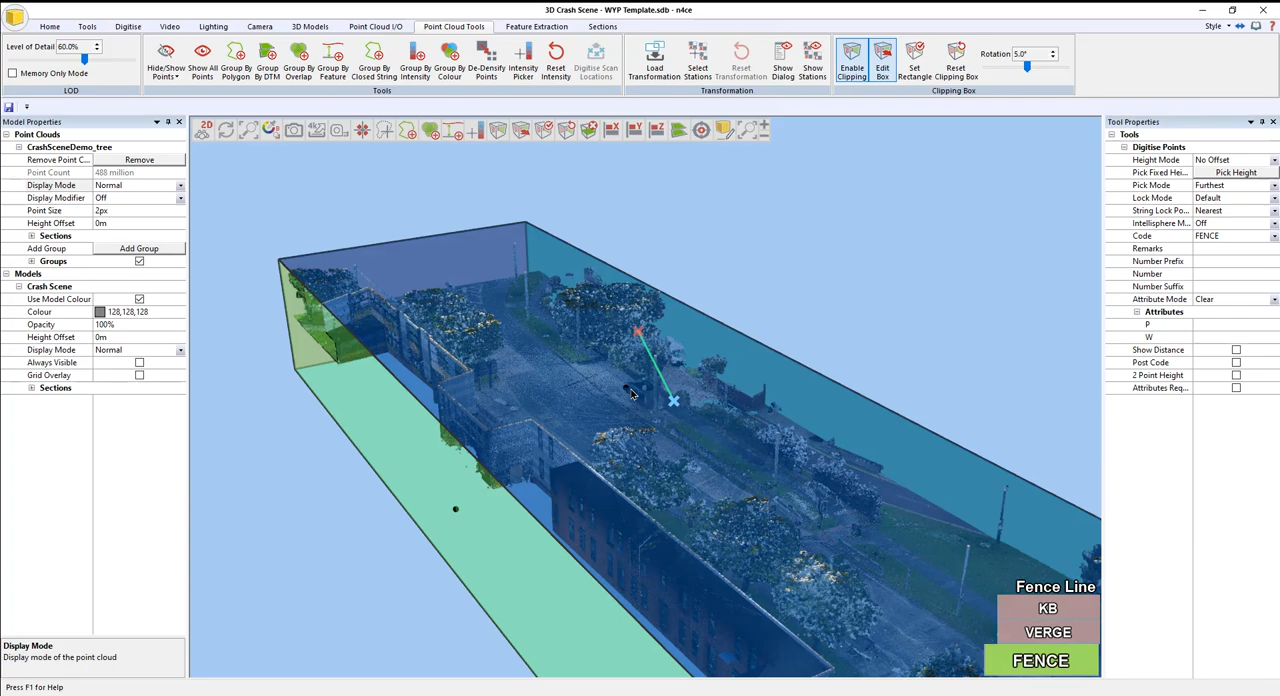 3D Crash Scene - WYP Template.sdb - n4ce
Home Tools Digitise Video Lighting Camera 3D Models Point Cloud I/O Point Cloud Tools Feature Extraction Sections Style
Level of Detail 60.0%
Memory Only Mode
LOD
Hide/Show Points
Show All Points
Group By Polygon
Group By DTM
Group By Overlap
Group By Feature
Group By Closed String
Group By Intensity
Group By Colour
De-Densify Points
Intensity Picker
Reset Intensity
Digitise Scan Locations
Tools
Load Transformation
Select Stations
Reset Transformation
Show Dialog
Show Stations
Transformation
Enable Clipping
Edit Box
Set Rectangle
Reset Clipping Box
Rotation 5.0°
Clipping Box
Model Properties
Point Clouds
CrashSceneDemo_tree
Remove Point C... Remove
Point Count 488 million
Display Mode Normal
Display Modifier Off
Point Size 2px
Height Offset 0m
Sections
Add Group Add Group
Groups
Models
Crash Scene
Use Model Colour
Colour 128,128,128
Opacity 100%
Height Offset 0m
Display Mode Normal
Always Visible
Grid Overlay
Sections
Display Mode
Display mode of the point cloud
Press F1 for Help
2D
X Y Z
Fence Line
KB
VERGE
FENCE
Tool Properties
Tools
Digitise Points
Height Mode No Offset
Pick Fixed Hei... Pick Height
Pick Mode Furthest
Lock Mode Default
String Lock Po... Nearest
Intellisphere M... Off
Code FENCE
Remarks
Number Prefix
Number
Number Suffix
Attribute Mode Clear
Attributes
P
W
Show Distance
Post Code
2 Point Height
Attributes Req...